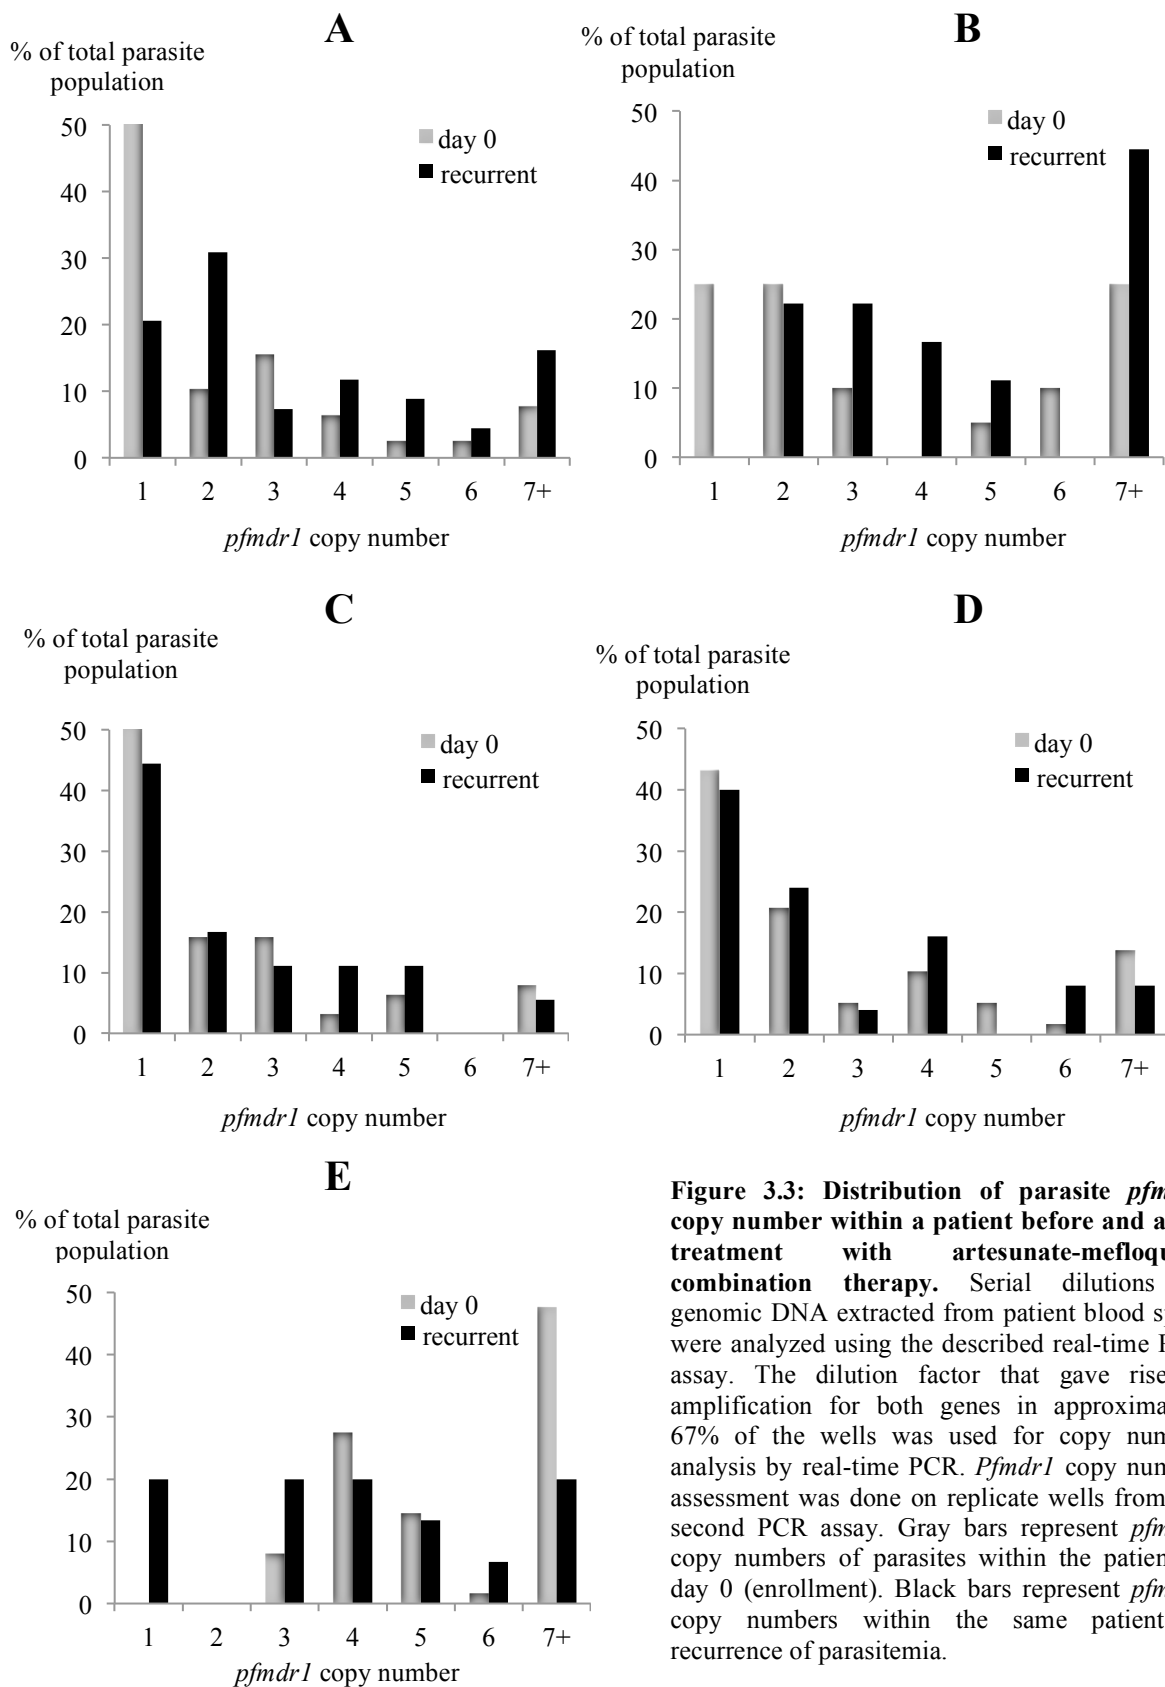 A
% of total parasite
population
50
40
30
20
10
0
day 0
recurrent
1 2 3 4 5 6 7+
pfmdr1 copy number
B
% of total parasite
population
50
40
30
20
10
0
day 0
recurrent
1 2 3 4 5 6 7+
pfmdr1 copy number
C
% of total parasite
population
50
40
30
20
10
0
day 0
recurrent
1 2 3 4 5 6 7+
pfmdr1 copy number
D
% of total parasite
population
50
40
30
20
10
0
day 0
recurrent
1 2 3 4 5 6 7+
pfmdr1 copy number
E
% of total parasite
population
50
40
30
20
10
0
day 0
recurrent
1 2 3 4 5 6 7+
pfmdr1 copy number
Figure 3.3: Distribution of parasite pfm
copy number within a patient before and a
treatment with artesunate-mefloqu
combination therapy. Serial dilutions
genomic DNA extracted from patient blood sp
were analyzed using the described real-time P
assay. The dilution factor that gave rise
amplification for both genes in approxima
67% of the wells was used for copy num
analysis by real-time PCR. Pfmdr1 copy num
assessment was done on replicate wells from
second PCR assay. Gray bars represent pfm
copy numbers of parasites within the patien
day 0 (enrollment). Black bars represent pfm
copy numbers within the same patient
recurrence of parasitemia.